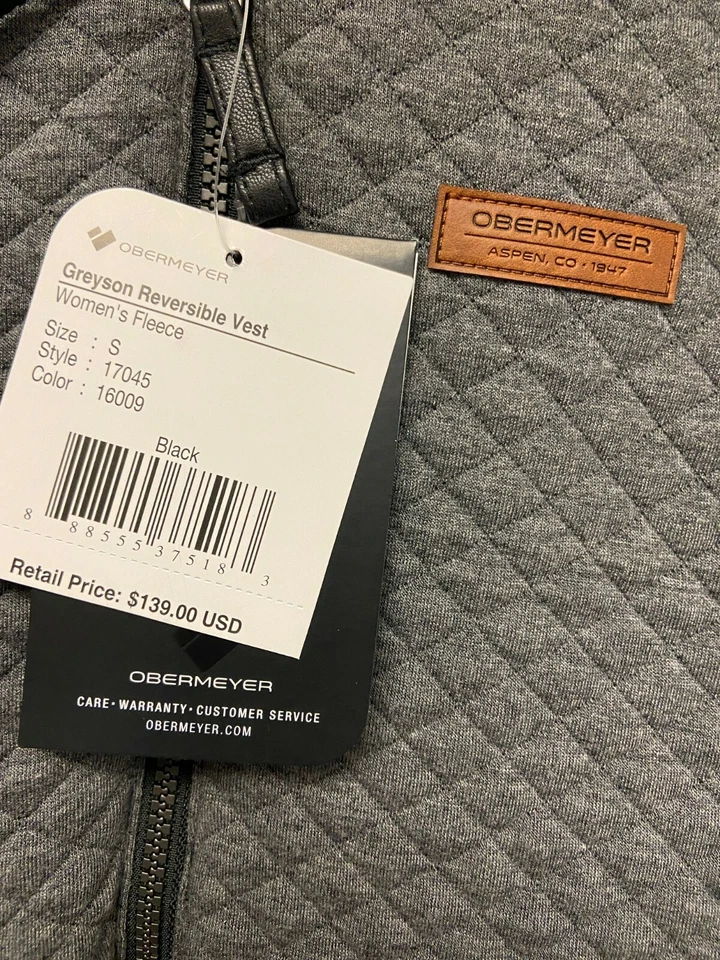 OBERMEYER
Greyson Reversible Vest
Women's Fleece
Size : S
Style : 17045
Color : 16009
Black
8 88555 37518 3
Retail Price: $139.00 USD
OBERMEYER
CARE · WARRANTY · CUSTOMER SERVICE
OBERMEYER.COM
OBERMEYER
ASPEN, CO · 1947